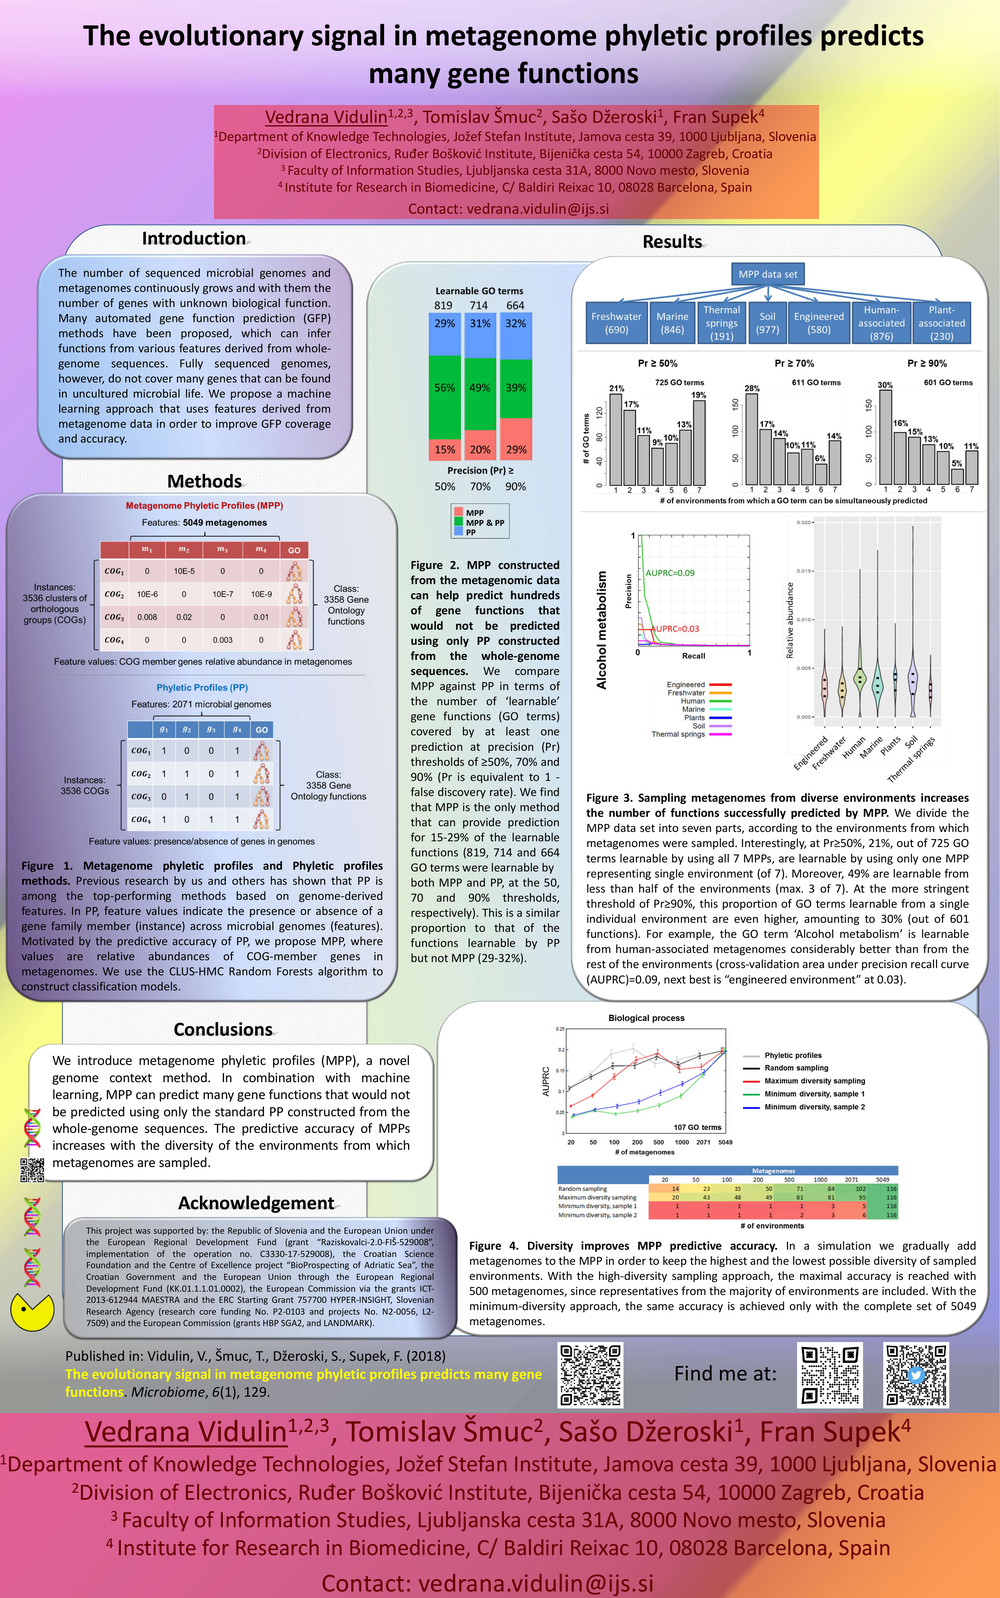 The evolutionary signal in metagenome phyletic profiles predicts
many gene functions
Vedrana Vidulin1,2,3, Tomislav Šmuc2, Sašo Džeroski1, Fran Supek4
1Department of Knowledge Technologies, Jožef Stefan Institute, Jamova cesta 39, 1000 Ljubljana, Slovenia
2Division of Electronics, Ruđer Bošković Institute, Bijenička cesta 54, 10000 Zagreb, Croatia
3 Faculty of Information Studies, Ljubljanska cesta 31A, 8000 Novo mesto, Slovenia
4 Institute for Research in Biomedicine, C/ Baldiri Reixac 10, 08028 Barcelona, Spain
Contact: vedrana.vidulin@ijs.si
Introduction
The number of sequenced microbial genomes and
metagenomes continuously grows and with them the
number of genes with unknown biological function.
Many automated gene function prediction (GFP)
methods have been proposed, which can infer
functions from various features derived from whole-
genome sequences. Fully sequenced genomes,
however, do not cover many genes that can be found
in uncultured microbial life. We propose a machine
learning approach that uses features derived from
metagenome data in order to improve GFP coverage
and accuracy.
Methods
Metagenome Phyletic Profiles (MPP)
Features: 5049 metagenomes
m1 m2 m3 m4 GO
COG1 0 10E-5 0 0
COG2 10E-6 0 10E-7 10E-9
COG3 0.008 0.02 0 0.01
COG4 0 0 0.003 0
Instances:
3536 clusters of
orthologous
groups (COGs)
Class:
3358 Gene
Ontology
functions
Feature values: COG member genes relative abundance in metagenomes
Phyletic Profiles (PP)
Features: 2071 microbial genomes
g1 g2 g3 g4 GO
COG1 1 0 0 1
COG2 1 1 0 1
COG3 0 1 0 1
COG4 1 0 1 1
Instances:
3536 COGs
Class:
3358 Gene
Ontology functions
Feature values: presence/absence of genes in genomes
Figure 1. Metagenome phyletic profiles and Phyletic profiles
methods. Previous research by us and others has shown that PP is
among the top-performing methods based on genome-derived
features. In PP, feature values indicate the presence or absence of a
gene family member (instance) across microbial genomes (features).
Motivated by the predictive accuracy of PP, we propose MPP, where
values are relative abundances of COG-member genes in
metagenomes. We use the CLUS-HMC Random Forests algorithm to
construct classification models.
Conclusions
We introduce metagenome phyletic profiles (MPP), a novel
genome context method. In combination with machine
learning, MPP can predict many gene functions that would not
be predicted using only the standard PP constructed from the
whole-genome sequences. The predictive accuracy of MPPs
increases with the diversity of the environments from which
metagenomes are sampled.
Acknowledgement
This project was supported by: the Republic of Slovenia and the European Union under
the European Regional Development Fund (grant “Raziskovalci-2.0-FIŠ-529008”,
implementation of the operation no. C3330-17-529008), the Croatian Science
Foundation and the Centre of Excellence project “BioProspecting of Adriatic Sea”, the
Croatian Government and the European Union through the European Regional
Development Fund (KK.01.1.1.01.0002), the European Commission via the grants ICT-
2013-612944 MAESTRA and the ERC Starting Grant 757700 HYPER-INSIGHT, Slovenian
Research Agency (research core funding No. P2-0103 and projects No. N2-0056, L2-
7509) and the European Commission (grants HBP SGA2, and LANDMARK).
Results
Learnable GO terms
819 714 664
29% 31% 32%
56% 49% 39%
15% 20% 29%
Precision (Pr) ≥
50% 70% 90%
MPP
MPP & PP
PP
Figure 2. MPP constructed
from the metagenomic data
can help predict hundreds
of gene functions that
would not be predicted
using only PP constructed
from the whole-genome
sequences. We compare
MPP against PP in terms of
the number of ‘learnable’
gene functions (GO terms)
covered by at least one
prediction at precision (Pr)
thresholds of ≥50%, 70% and
90% (Pr is equivalent to 1 -
false discovery rate). We find
that MPP is the only method
that can provide prediction
for 15-29% of the learnable
functions (819, 714 and 664
GO terms were learnable by
both MPP and PP, at the 50,
70 and 90% thresholds,
respectively). This is a similar
proportion to that of the
functions learnable by PP
but not MPP (29-32%).
MPP data set
Freshwater
(690)
Marine
(846)
Thermal
springs
(191)
Soil
(977)
Engineered
(580)
Human-
associated
(876)
Plant-
associated
(230)
Pr ≥ 50% Pr ≥ 70% Pr ≥ 90%
725 GO terms 611 GO terms 601 GO terms
21% 17% 11% 9% 10% 13% 19%
28% 17% 14% 10% 11% 6% 14%
30% 16% 15% 13% 10% 5% 11%
# of GO terms
0 40 80 120
0 50 100 150
0 50 100 150
1 2 3 4 5 6 7
1 2 3 4 5 6 7
1 2 3 4 5 6 7
# of environments from which a GO term can be simultaneously predicted
Alcohol metabolism
Precision
1
AUPRC=0.09
AUPRC=0.03
0 Recall 1
Engineered
Freshwater
Human
Marine
Plants
Soil
Thermal springs
Relative abundance
0.020
0.015
0.010
0.005
0.000
Engineered
Freshwater
Human
Marine
Plants
Soil
Thermal springs
Figure 3. Sampling metagenomes from diverse environments increases
the number of functions successfully predicted by MPP. We divide the
MPP data set into seven parts, according to the environments from which
metagenomes were sampled. Interestingly, at Pr≥50%, 21%, out of 725 GO
terms learnable by using all 7 MPPs, are learnable by using only one MPP
representing single environment (of 7). Moreover, 49% are learnable from
less than half of the environments (max. 3 of 7). At the more stringent
threshold of Pr≥90%, this proportion of GO terms learnable from a single
individual environment are even higher, amounting to 30% (out of 601
functions). For example, the GO term ‘Alcohol metabolism’ is learnable
from human-associated metagenomes considerably better than from the
rest of the environments (cross-validation area under precision recall curve
(AUPRC)=0.09, next best is “engineered environment” at 0.03).
Biological process
AUPRC
0.25
0.2
0.15
0.1
0.05
0
20 50 100 200 500 1000 2071 5049
107 GO terms
# of metagenomes
Phyletic profiles
Random sampling
Maximum diversity sampling
Minimum diversity, sample 1
Minimum diversity, sample 2
Metagenomes
20 50 100 200 500 1000 2071 5049
Random sampling 14 23 35 50 71 84 102 116
Maximum diversity sampling 20 43 48 49 81 81 95 116
Minimum diversity, sample 1 1 1 1 1 1 3 5 116
Minimum diversity, sample 2 1 1 1 1 2 3 6 116
# of environments
Figure 4. Diversity improves MPP predictive accuracy. In a simulation we gradually add
metagenomes to the MPP in order to keep the highest and the lowest possible diversity of sampled
environments. With the high-diversity sampling approach, the maximal accuracy is reached with
500 metagenomes, since representatives from the majority of environments are included. With the
minimum-diversity approach, the same accuracy is achieved only with the complete set of 5049
metagenomes.
Published in: Vidulin, V., Šmuc, T., Džeroski, S., Supek, F. (2018)
The evolutionary signal in metagenome phyletic profiles predicts many gene
functions. Microbiome, 6(1), 129.
Find me at:
Vedrana Vidulin1,2,3, Tomislav Šmuc2, Sašo Džeroski1, Fran Supek4
1Department of Knowledge Technologies, Jožef Stefan Institute, Jamova cesta 39, 1000 Ljubljana, Slovenia
2Division of Electronics, Ruđer Bošković Institute, Bijenička cesta 54, 10000 Zagreb, Croatia
3 Faculty of Information Studies, Ljubljanska cesta 31A, 8000 Novo mesto, Slovenia
4 Institute for Research in Biomedicine, C/ Baldiri Reixac 10, 08028 Barcelona, Spain
Contact: vedrana.vidulin@ijs.si